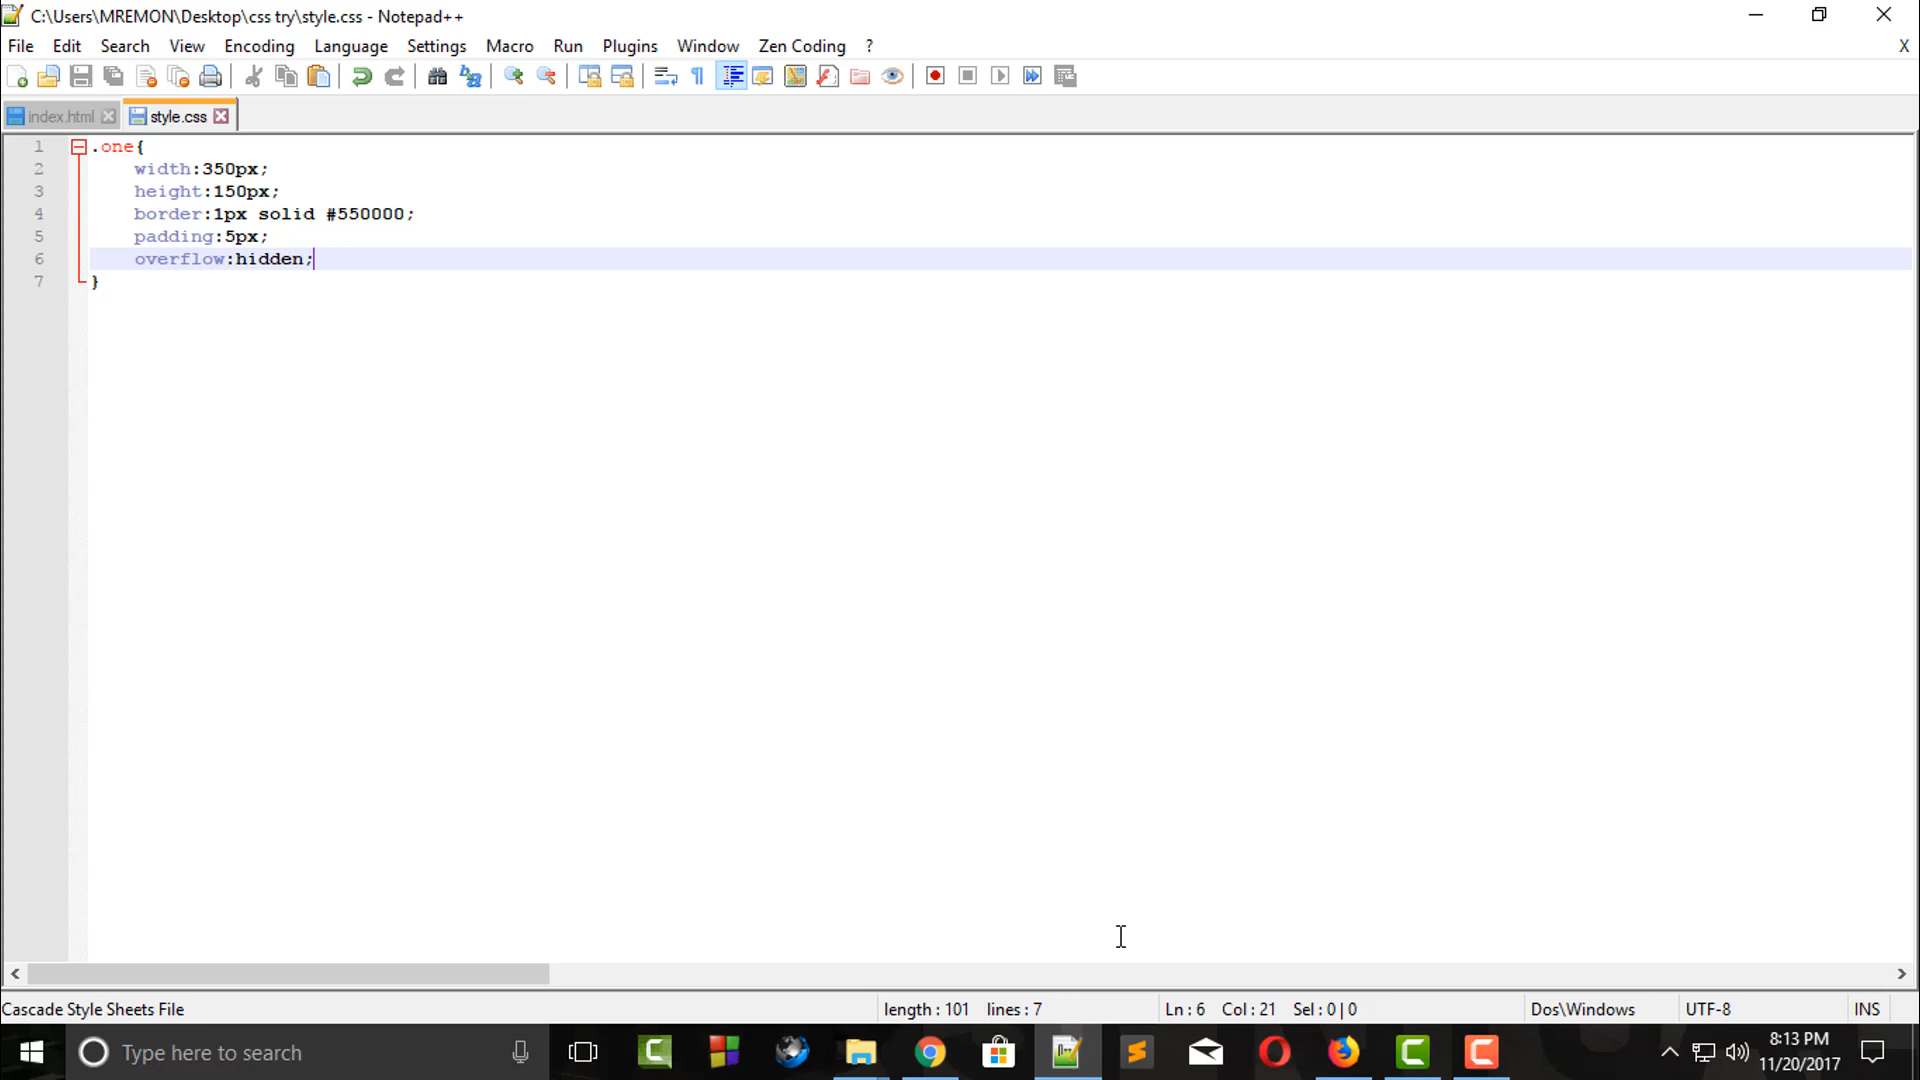 C:\Users\MREMON\Desktop\css try\style.css - Notepad++
File Edit Search View Encoding Language Settings Macro Run Plugins Window Zen Coding ? X
index.html style.css
1 .one{
2 width:350px;
3 height:150px;
4 border:1px solid #550000;
5 padding:5px;
6 overflow:hidden;
7 }
Cascade Style Sheets File length : 101 lines : 7 Ln : 6 Col : 21 Sel : 0 | 0 Dos\Windows UTF-8 INS
Type here to search
8:13 PM
11/20/2017